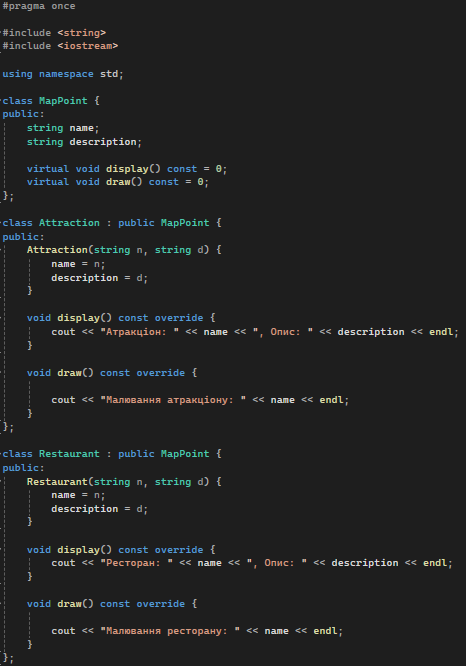 #pragma once
#include <string>
#include <iostream>
using namespace std;
class MapPoint {
public:
    string name;
    string description;
    virtual void display() const = 0;
    virtual void draw() const = 0;
};
class Attraction : public MapPoint {
public:
    Attraction(string n, string d) {
        name = n;
        description = d;
    }
    void display() const override {
        cout << "Атракціон: " << name << ", Опис: " << description << endl;
    }
    void draw() const override {
        cout << "Малювання атракціону: " << name << endl;
    }
};
class Restaurant : public MapPoint {
public:
    Restaurant(string n, string d) {
        name = n;
        description = d;
    }
    void display() const override {
        cout << "Ресторан: " << name << ", Опис: " << description << endl;
    }
    void draw() const override {
        cout << "Малювання ресторану: " << name << endl;
    }
};